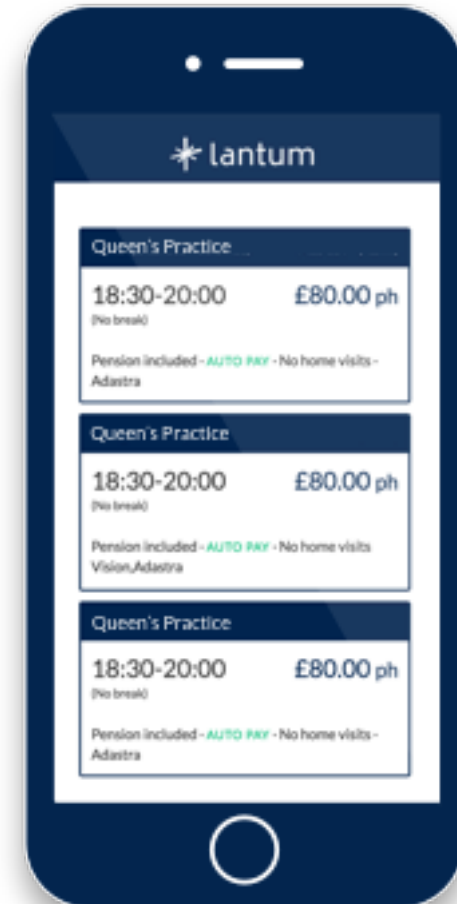 lantum
Queen's Practice
18:30-20:00 £80.00 ph
(No break)
Pension included - AUTO PAY - No home visits -
Adastra
Queen's Practice
18:30-20:00 £80.00 ph
(No break)
Pension included - AUTO PAY - No home visits
Vision,Adastra
Queen's Practice
18:30-20:00 £80.00 ph
(No break)
Pension included - AUTO PAY - No home visits -
Adastra